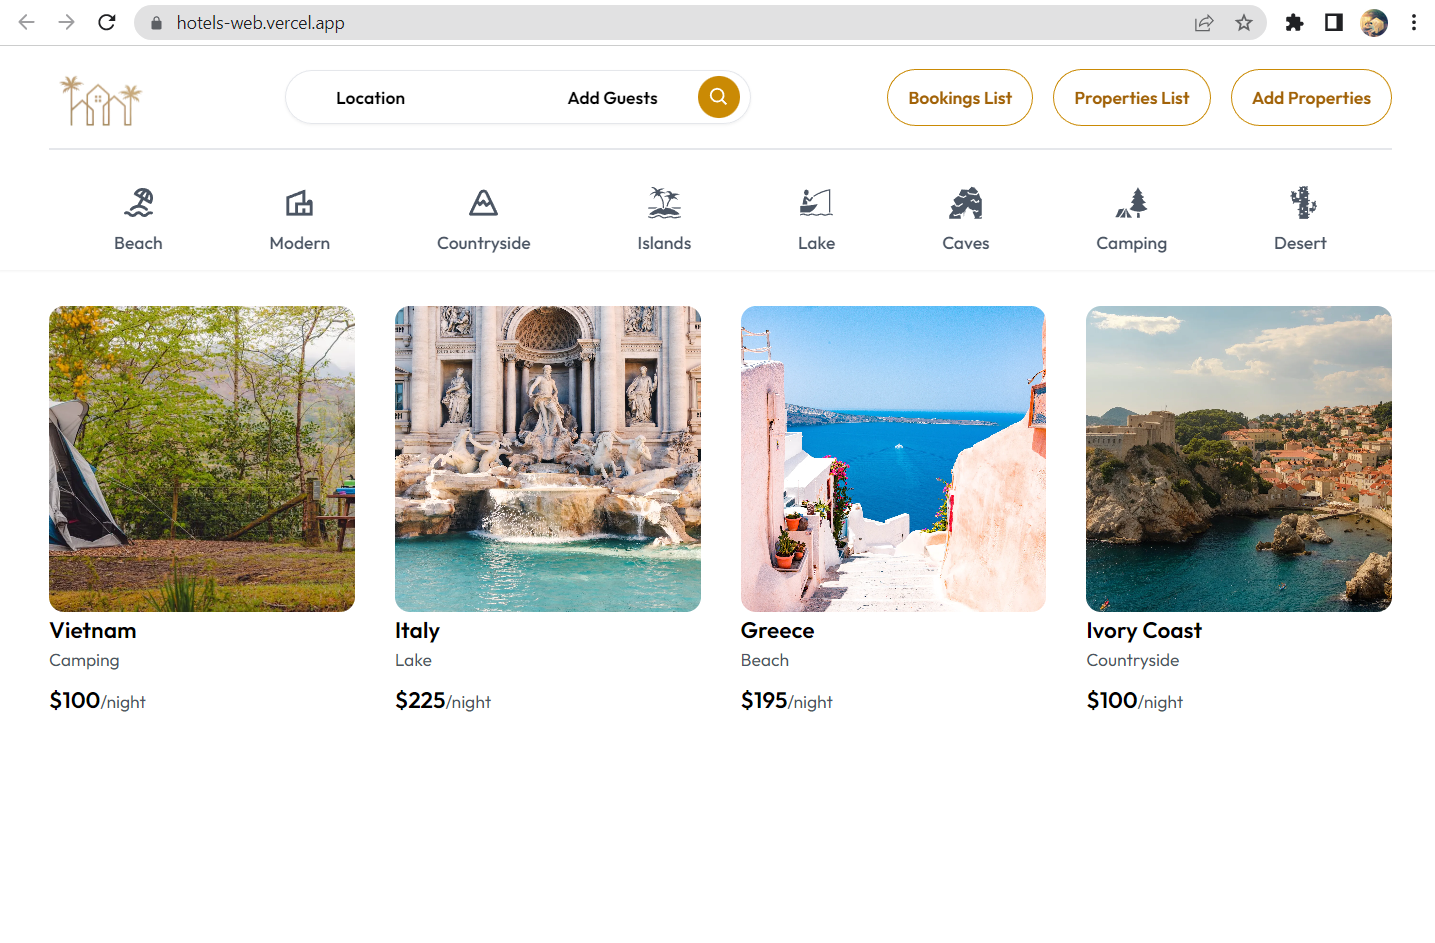 hotels-web.vercel.app
Location Add Guests Bookings List Properties List Add Properties
Beach Modern Countryside Islands Lake Caves Camping Desert
Vietnam Italy Greece Ivory Coast
Camping Lake Beach Countryside
$100/night $225/night $195/night $100/night